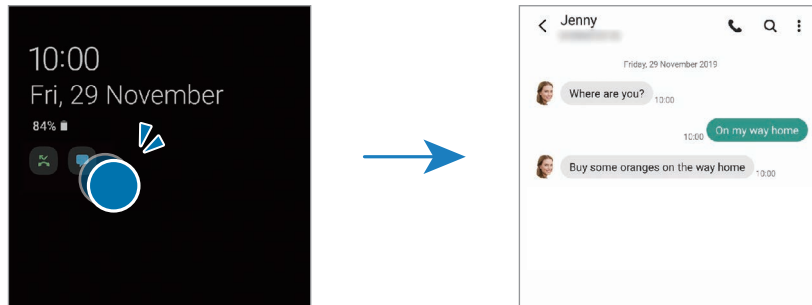 10:00
Fri, 29 November
84%
Jenny
Friday, 29 November 2019
Where are you? 10:00
10:00 On my way home
Buy some oranges on the way home 10:00